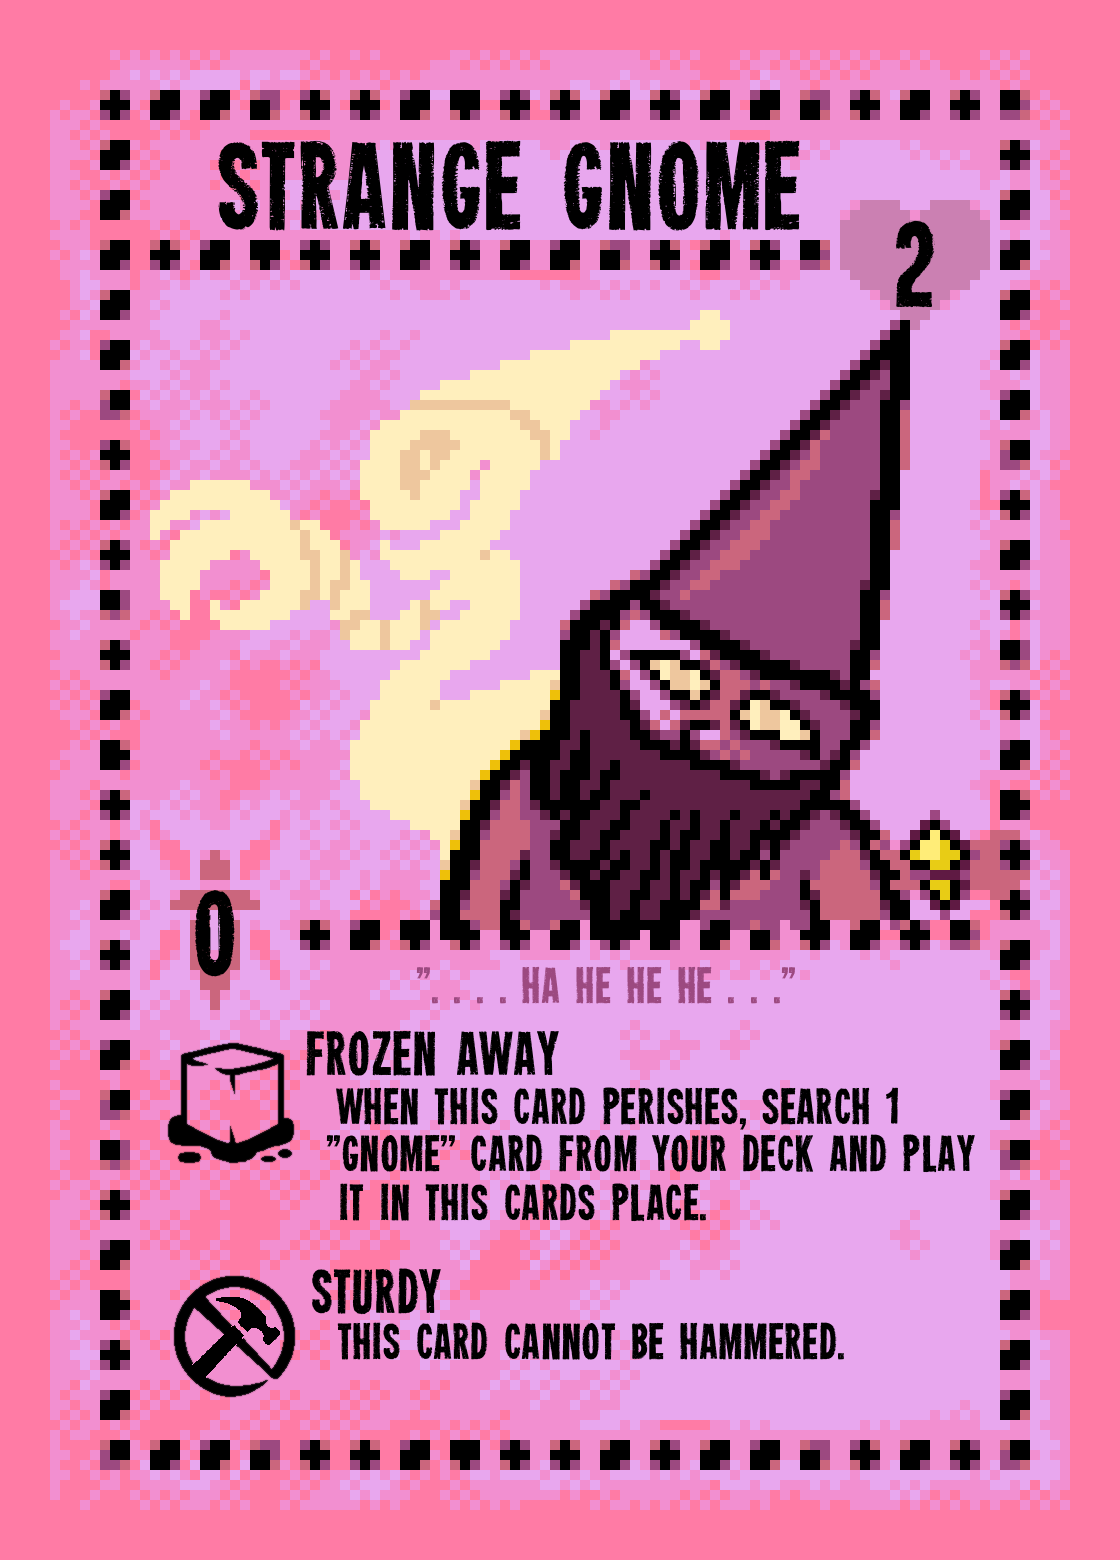 STRANGE GNOME
2
0
”. . . . HA HE HE HE . . .”
FROZEN AWAY
WHEN THIS CARD PERISHES, SEARCH 1
”GNOME” CARD FROM YOUR DECK AND PLAY
IT IN THIS CARDS PLACE.
STURDY
THIS CARD CANNOT BE HAMMERED.